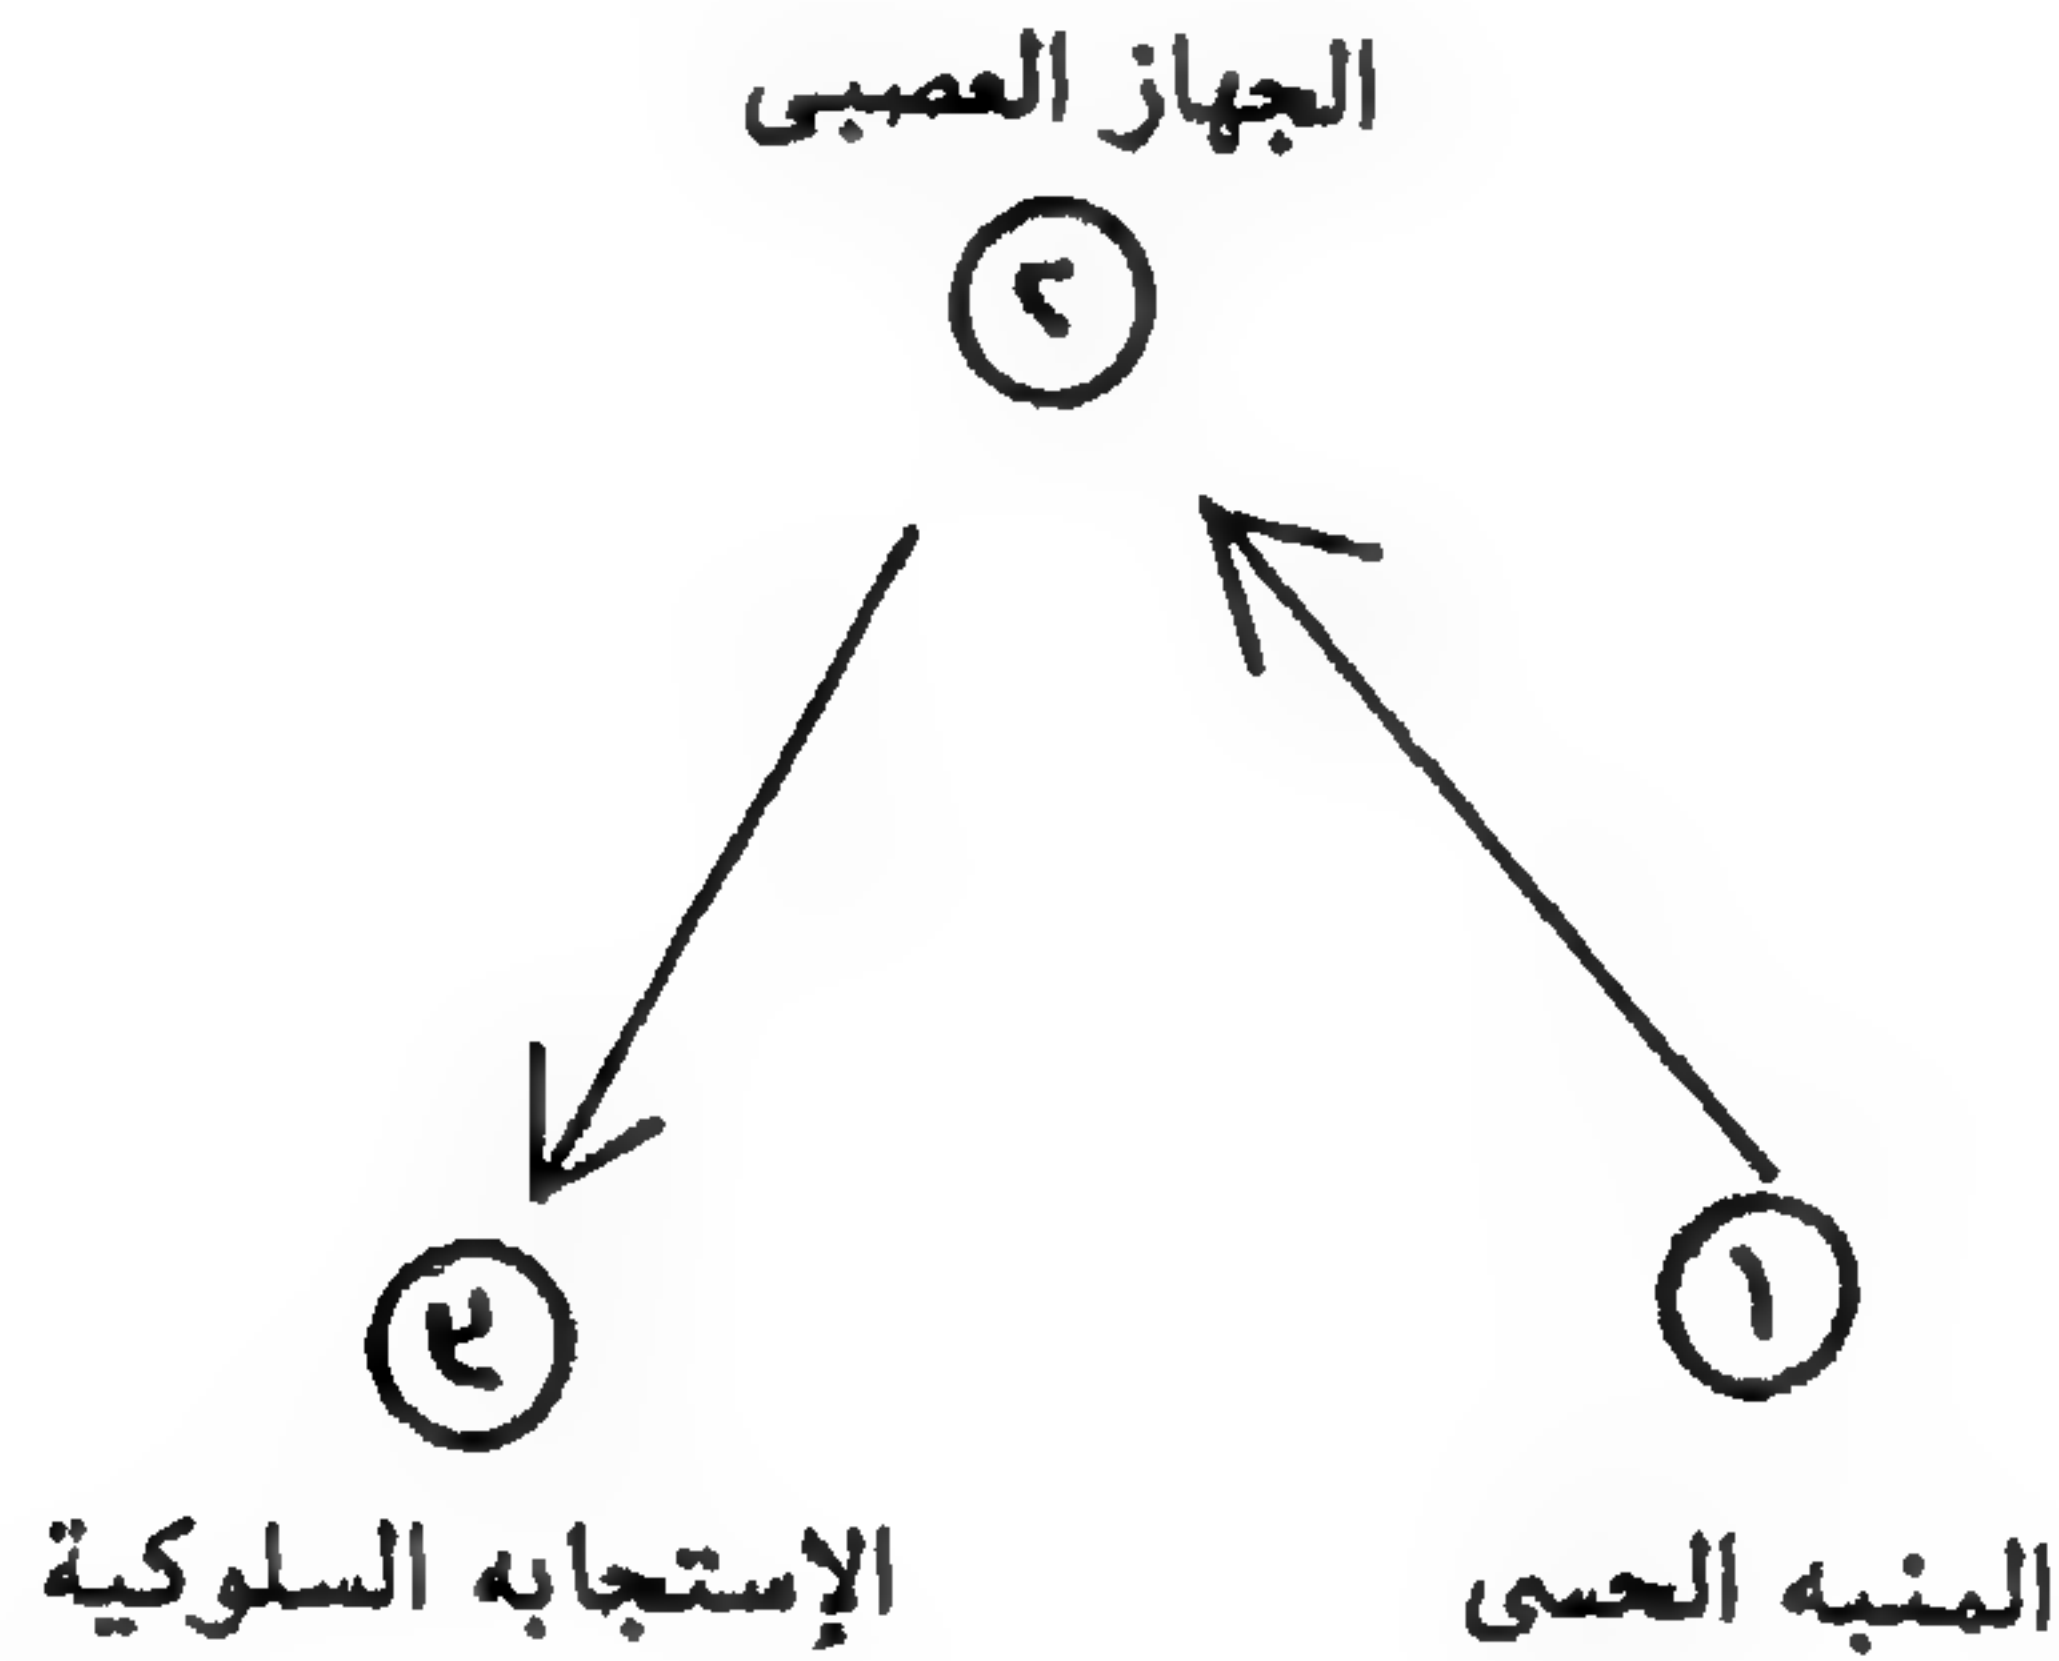 الجهاز العصبى
٢
١
٣
المنبه الحسى
الإستجابه السلوكية